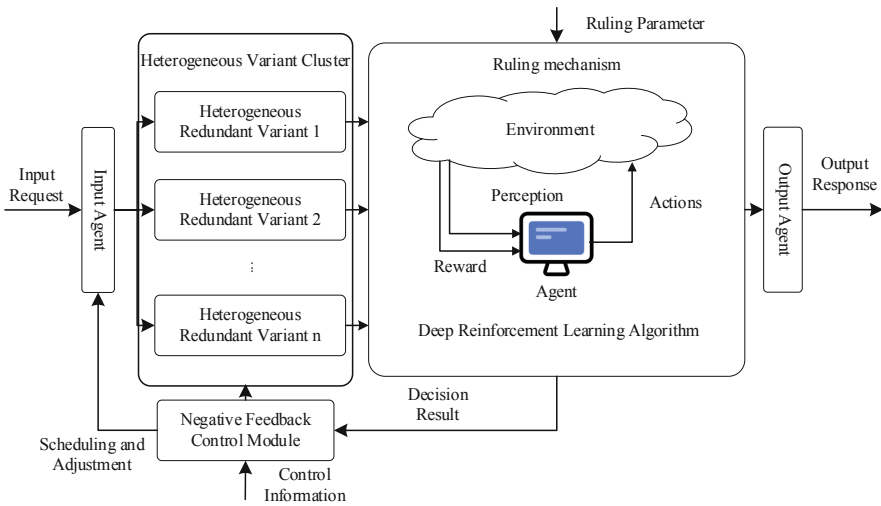 Ruling Parameter
Heterogeneous Variant Cluster
Ruling mechanism
Heterogeneous
Redundant Variant 1
Environment
Input
Request
Input Agent
Heterogeneous
Redundant Variant 2
Perception
Actions
Output Agent
Output
Response
Reward
Agent
...
Heterogeneous
Redundant Variant n
Deep Reinforcement Learning Algorithm
Decision
Result
Negative Feedback
Control Module
Scheduling and
Adjustment
Control
Information